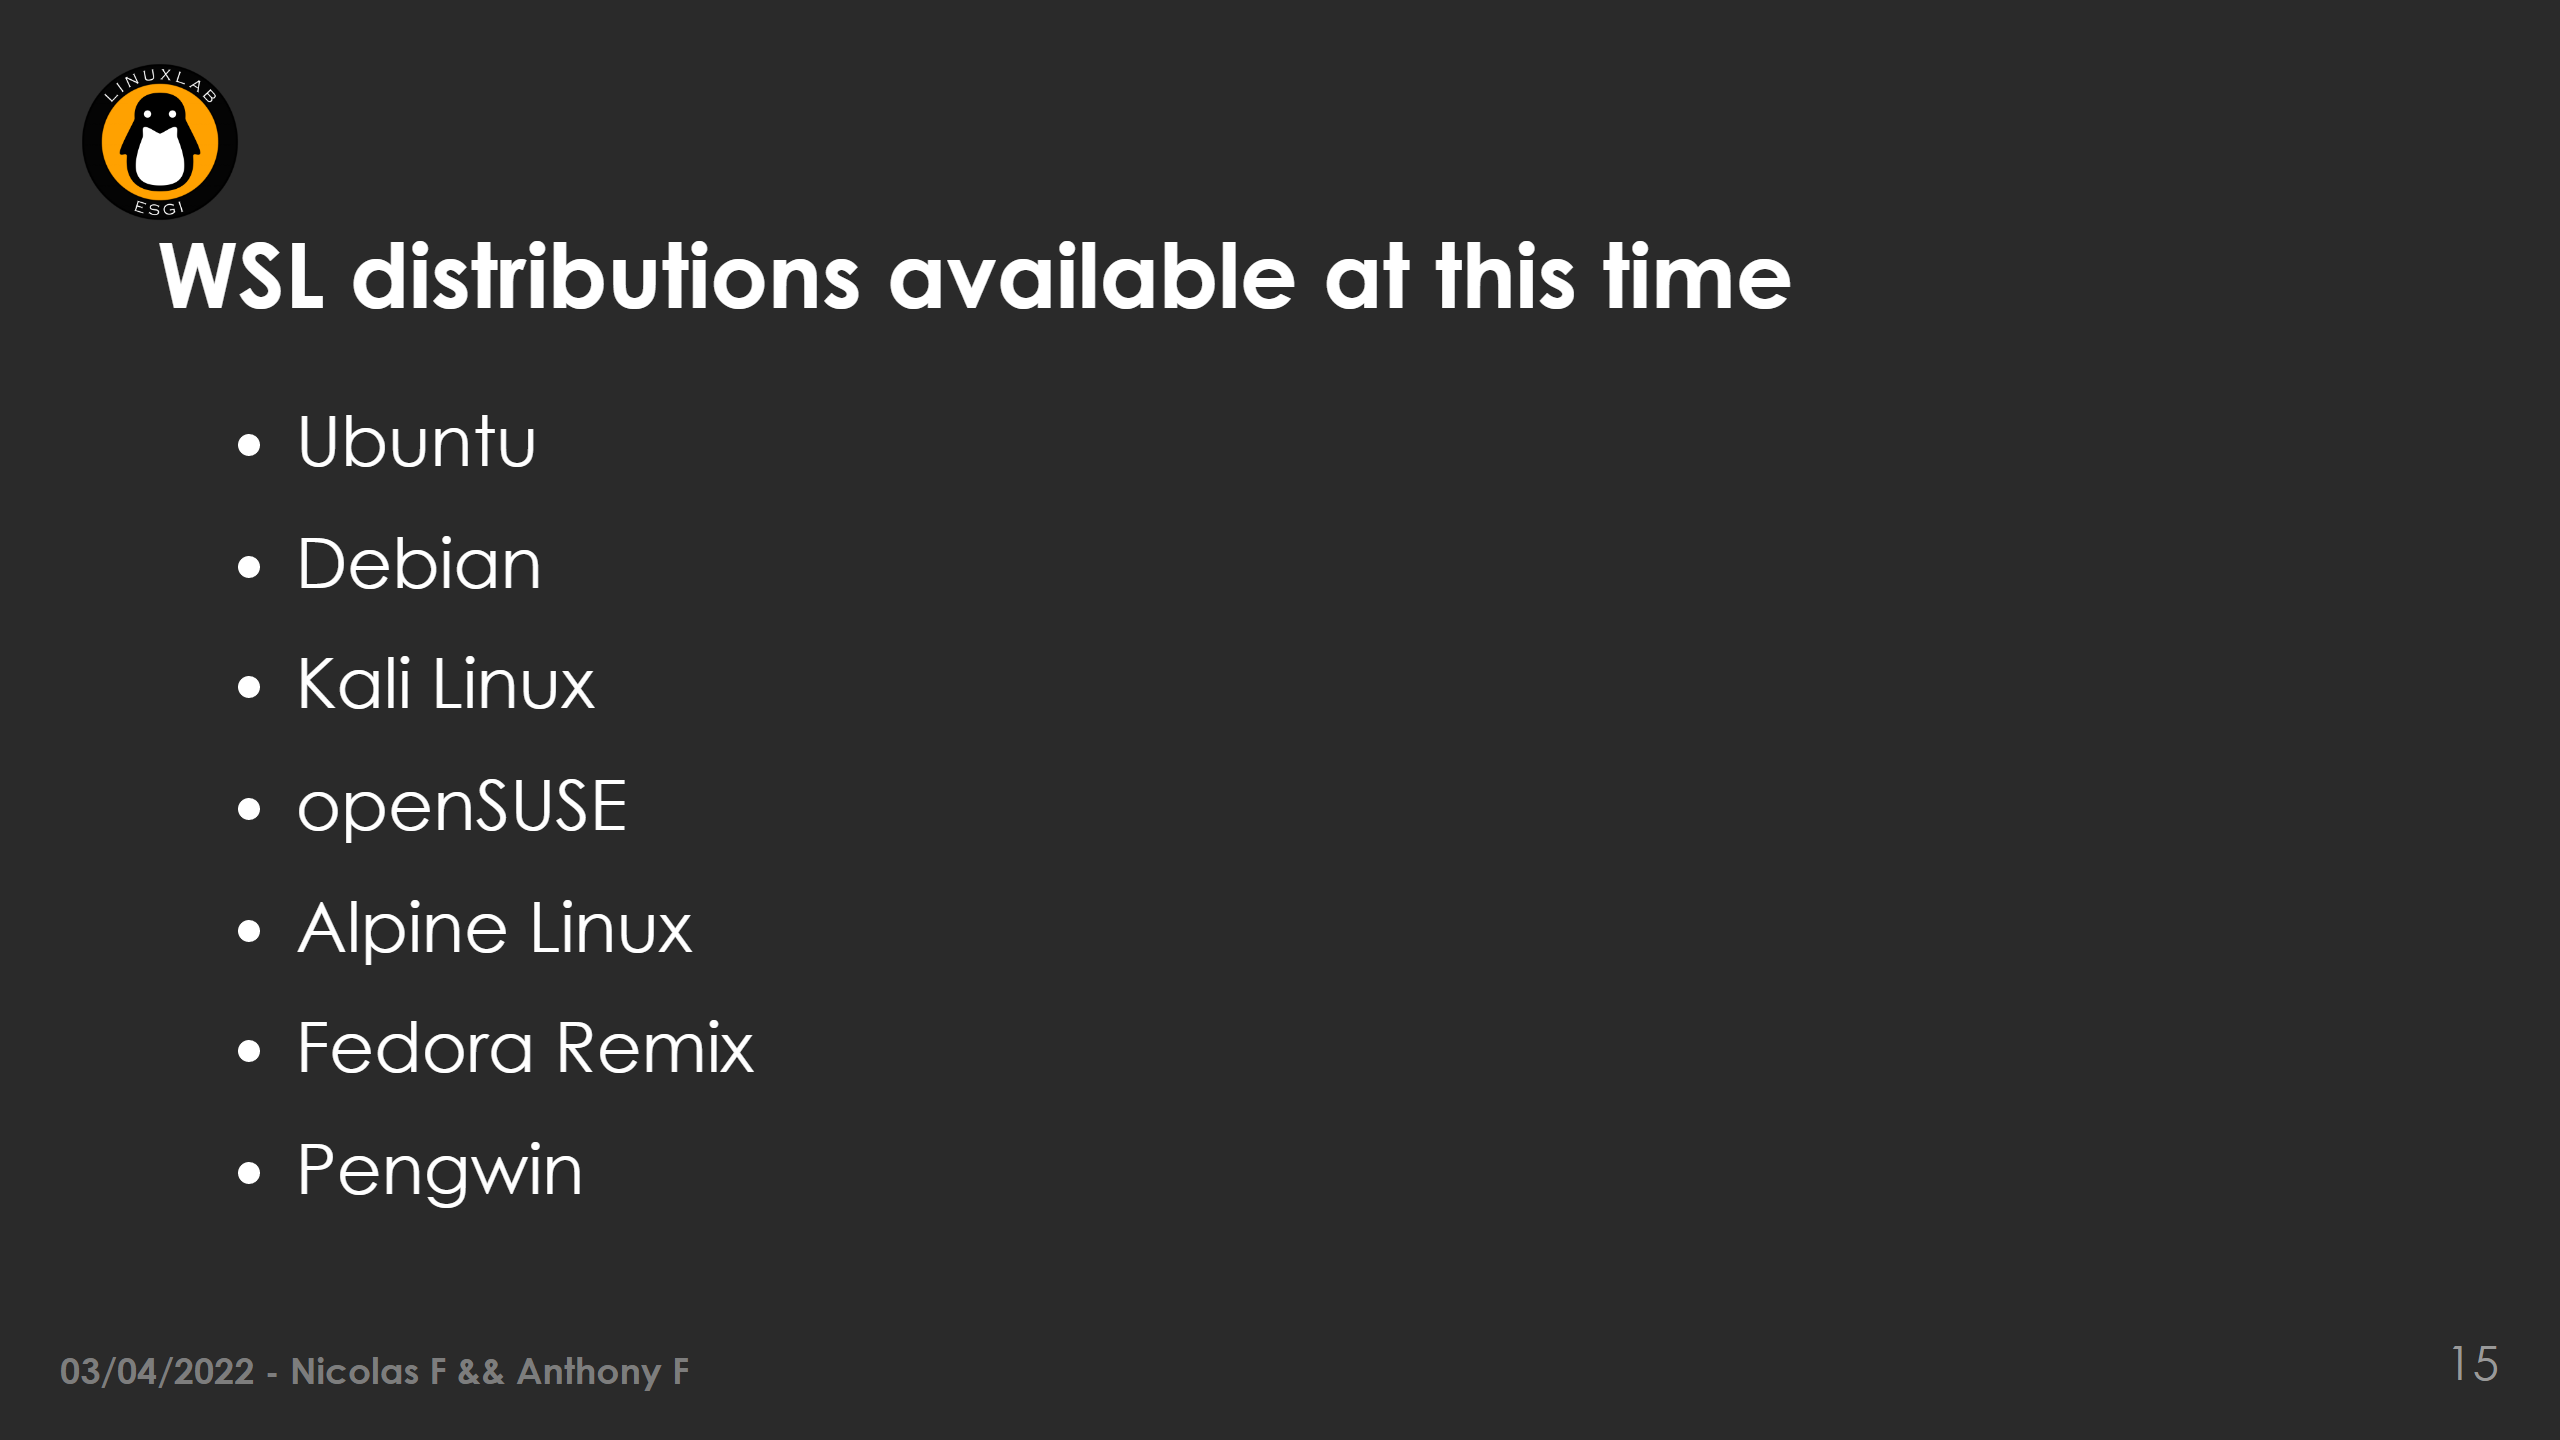 LINUXLAB
ESGI
WSL distributions available at this time
• Ubuntu
• Debian
• Kali Linux
• openSUSE
• Alpine Linux
• Fedora Remix
• Pengwin
03/04/2022 - Nicolas F && Anthony F
15